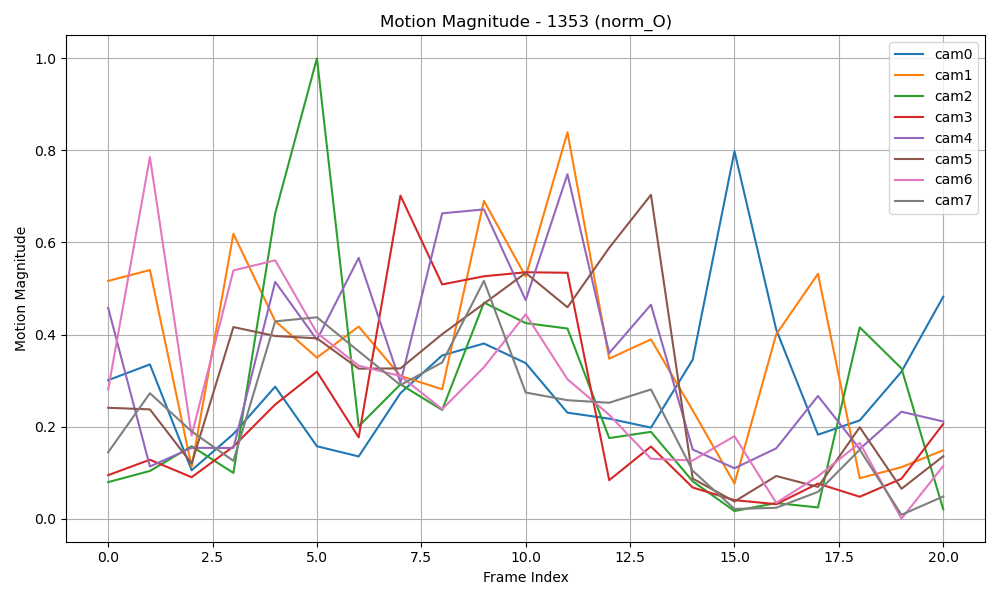 Motion Magnitude - 1353 (norm_O)
Motion Magnitude
1.0
0.8
0.6
0.4
0.2
0.0
0.0 2.5 5.0 7.5 10.0 12.5 15.0 17.5 20.0
Frame Index
cam0
cam1
cam2
cam3
cam4
cam5
cam6
cam7